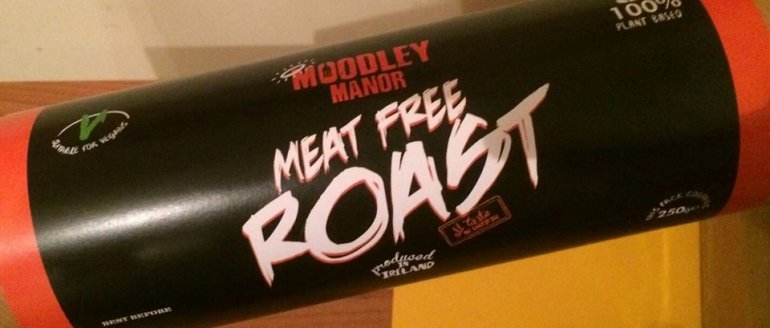 100%
PLANT BASED
MOODLEY
MANOR
MEAT FREE
ROAST
SUITABLE FOR VEGANS
produced
IN
IRELAND
250g
BEST BEFORE